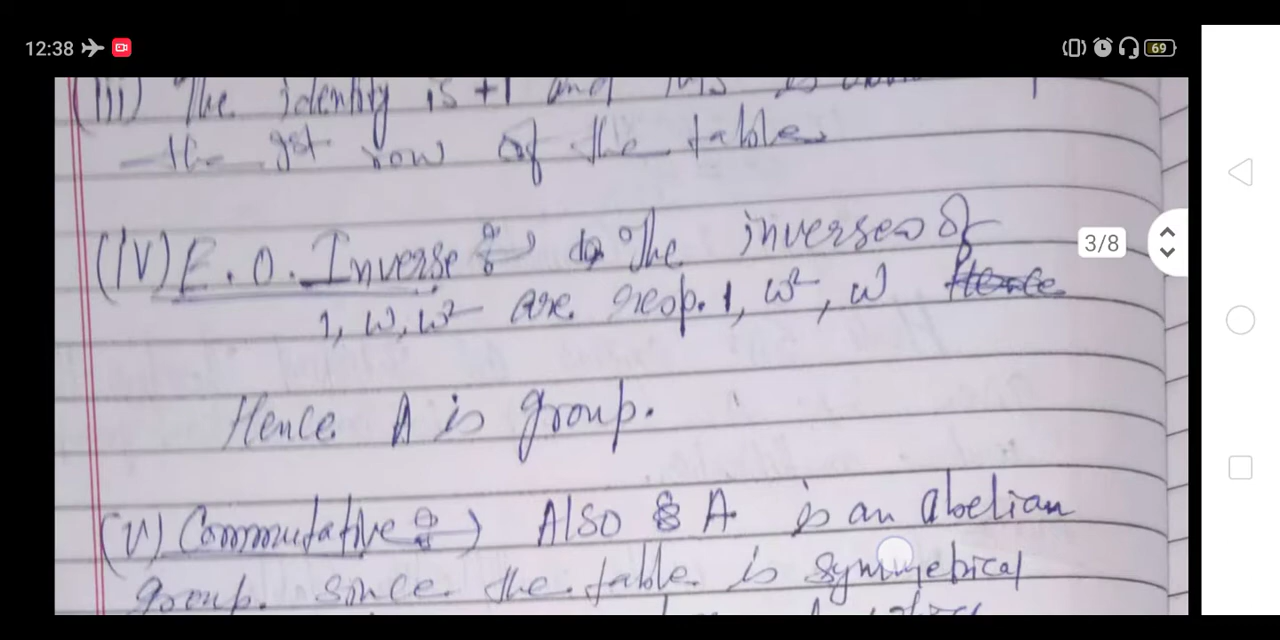 12:38
69
(iii) The identity is +1 and this is
row of the table
3/8
(iv) E. O. Inverse :-) The inverses of
1, ω, ω² are resp. 1, ω², ω Hence
Hence A is group.
(v) Commutative :-) Also A is an abelian
group. since the table is symmetrical